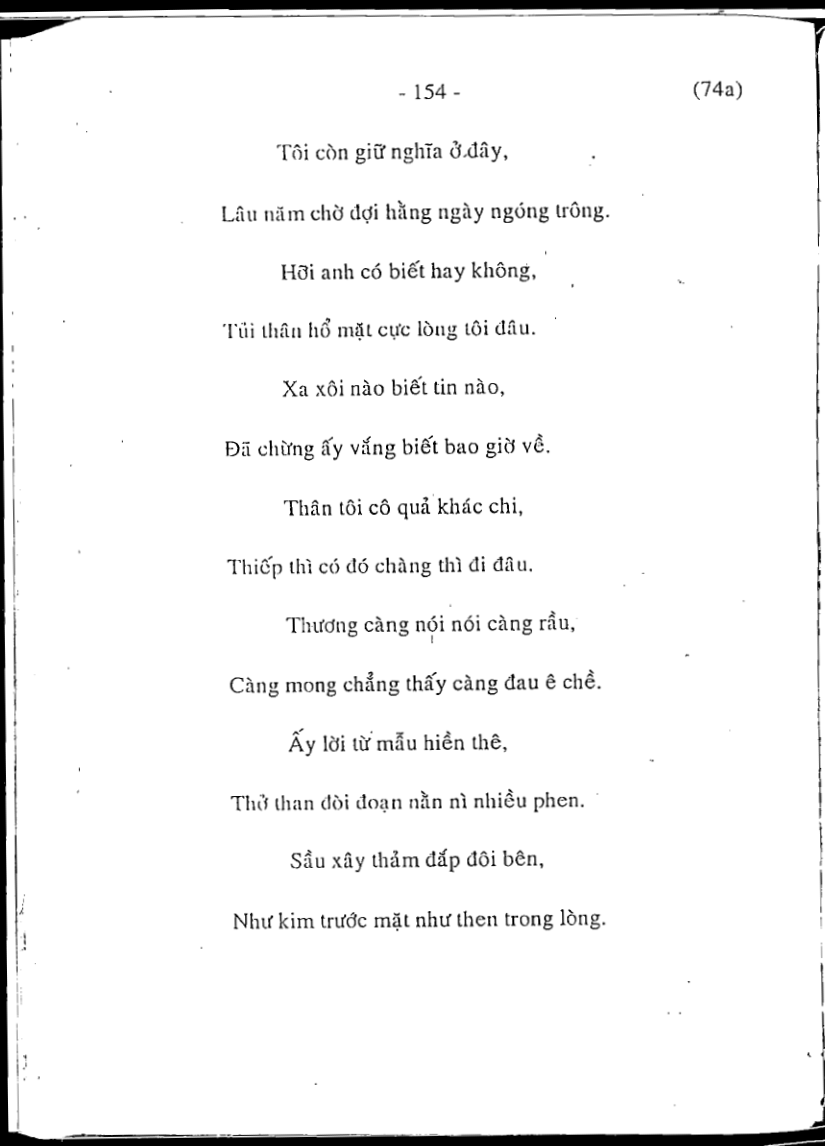 - 154 - (74a)
Tôi còn giữ nghĩa ở đây,
Lâu năm chờ đợi hằng ngày ngóng trông.
Hỡi anh có biết hay không,
Tủi thân hổ mặt cực lòng tôi đâu.
Xa xôi nào biết tin nào,
Đã chừng ấy vắng biết bao giờ về.
Thân tôi cô quả khác chi,
Thiếp thì có đó chàng thì đi đâu.
Thương càng nói nói càng rầu,
Càng mong chẳng thấy càng đau ê chề.
Ấy lời từ mẫu hiền thê,
Thở than đòi đoạn nằn nì nhiều phen.
Sầu xây thảm đắp đôi bên,
Như kim trước mặt như then trong lòng.